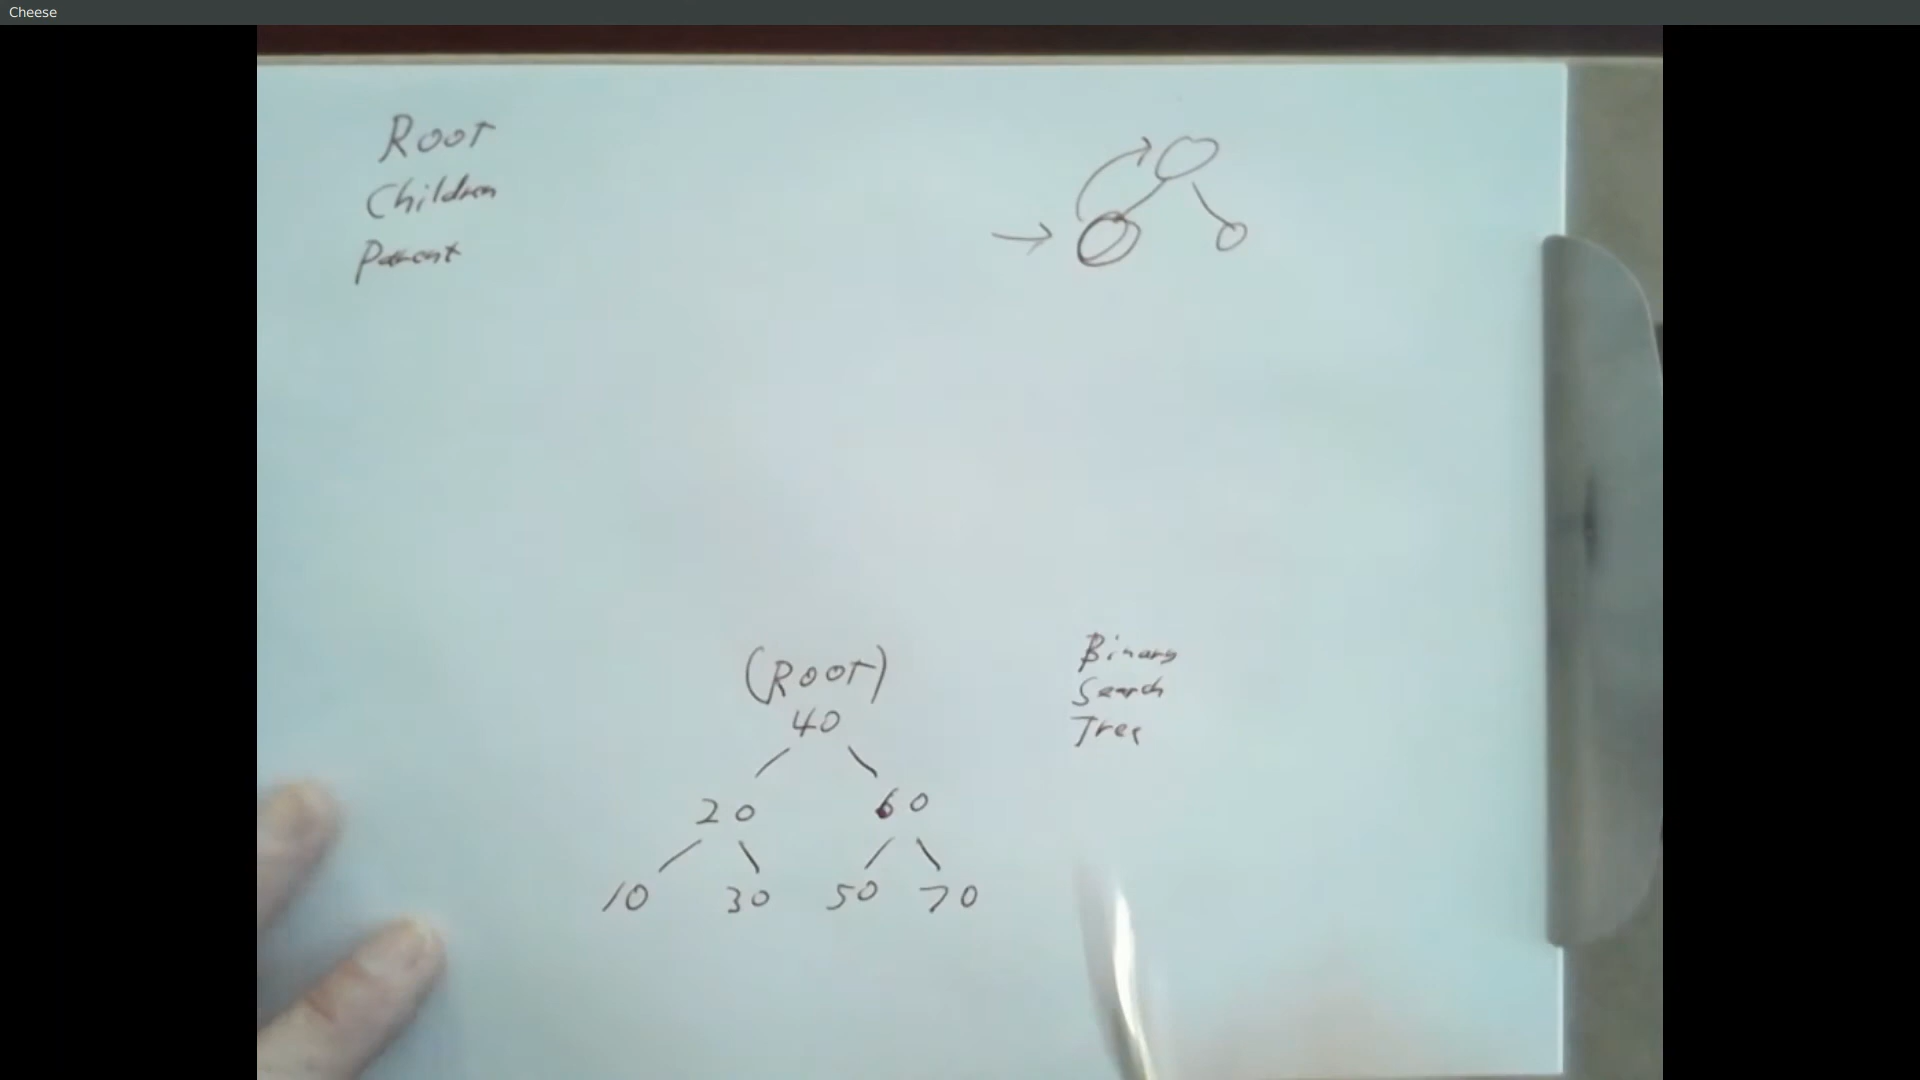 Cheese
Root
Children
Parent
(Root)
40
20 60
10 30 50 70
Binary
Search
Tree